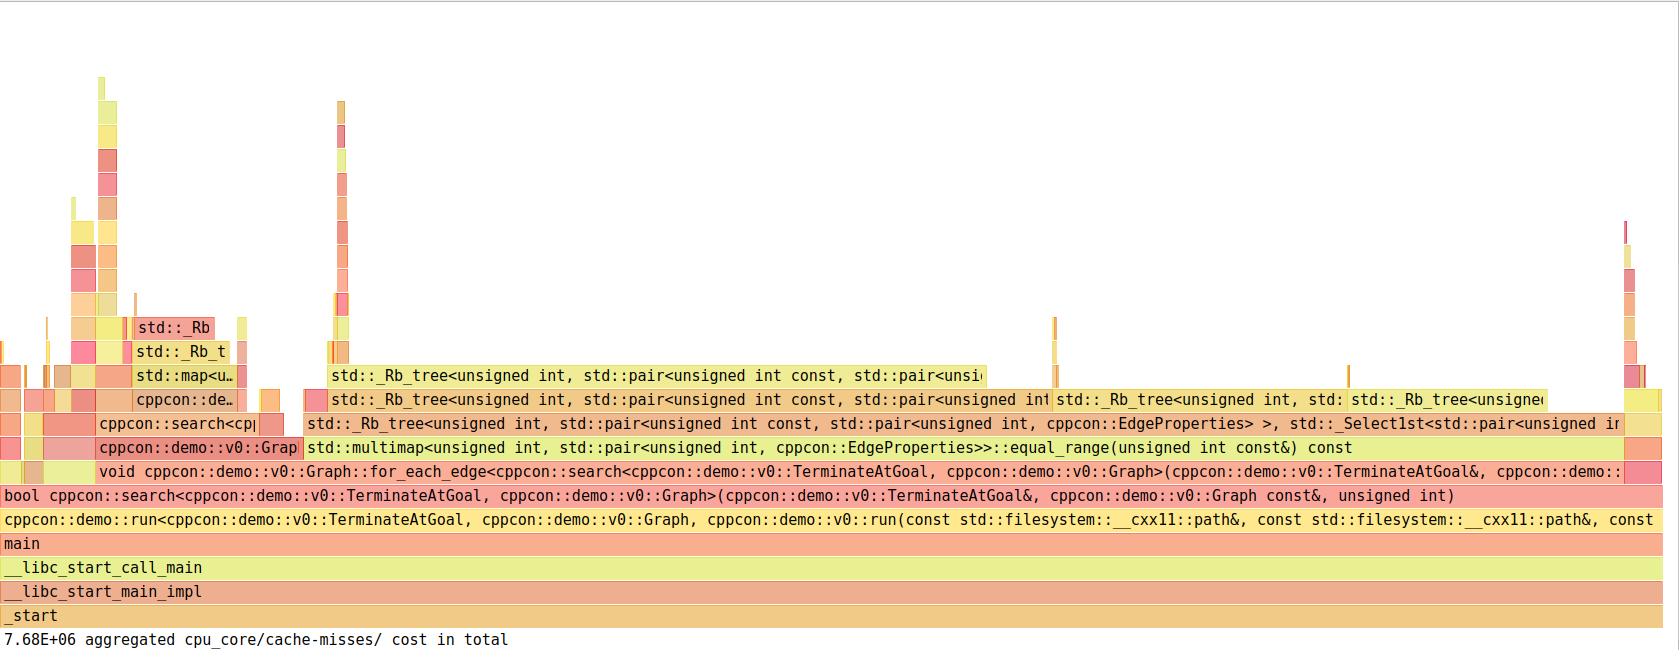 std::_Rb
std::_Rb_t
std::map<u… std::_Rb_tree<unsigned int, std::pair<unsigned int const, std::pair<unsi
cppcon::de… std::_Rb_tree<unsigned int, std::pair<unsigned int const, std::pair<unsigned int std::_Rb_tree<unsigned int, std: std::_Rb_tree<unsigne
cppcon::search<cpp std::_Rb_tree<unsigned int, std::pair<unsigned int const, std::pair<unsigned int, cppcon::EdgeProperties> >, std::_Select1st<std::pair<unsigned in
cppcon::demo::v0::Grap std::multimap<unsigned int, std::pair<unsigned int, cppcon::EdgeProperties>>::equal_range(unsigned int const&) const
void cppcon::demo::v0::Graph::for_each_edge<cppcon::search<cppcon::demo::v0::TerminateAtGoal, cppcon::demo::v0::Graph>(cppcon::demo::v0::TerminateAtGoal&, cppcon::demo::
bool cppcon::search<cppcon::demo::v0::TerminateAtGoal, cppcon::demo::v0::Graph>(cppcon::demo::v0::TerminateAtGoal&, cppcon::demo::v0::Graph const&, unsigned int)
cppcon::demo::run<cppcon::demo::v0::TerminateAtGoal, cppcon::demo::v0::Graph, cppcon::demo::v0::run(const std::filesystem::__cxx11::path&, const std::filesystem::__cxx11::path&, const
main
__libc_start_call_main
__libc_start_main_impl
_start
7.68E+06 aggregated cpu_core/cache-misses/ cost in total